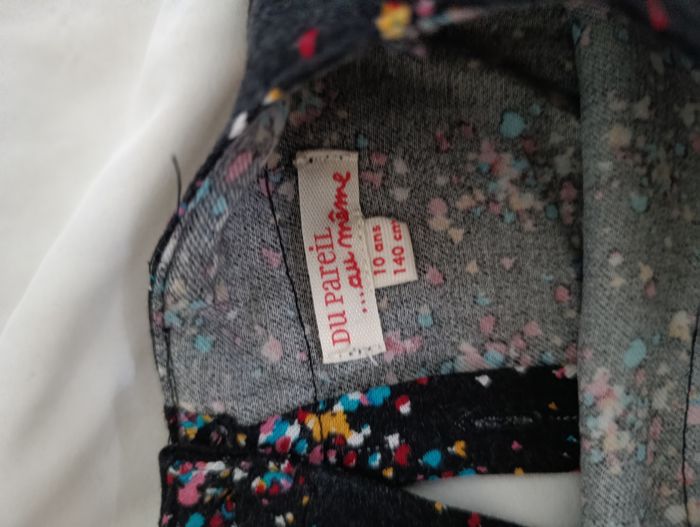 DU PAREIL
...au même
10 ans
140 cm